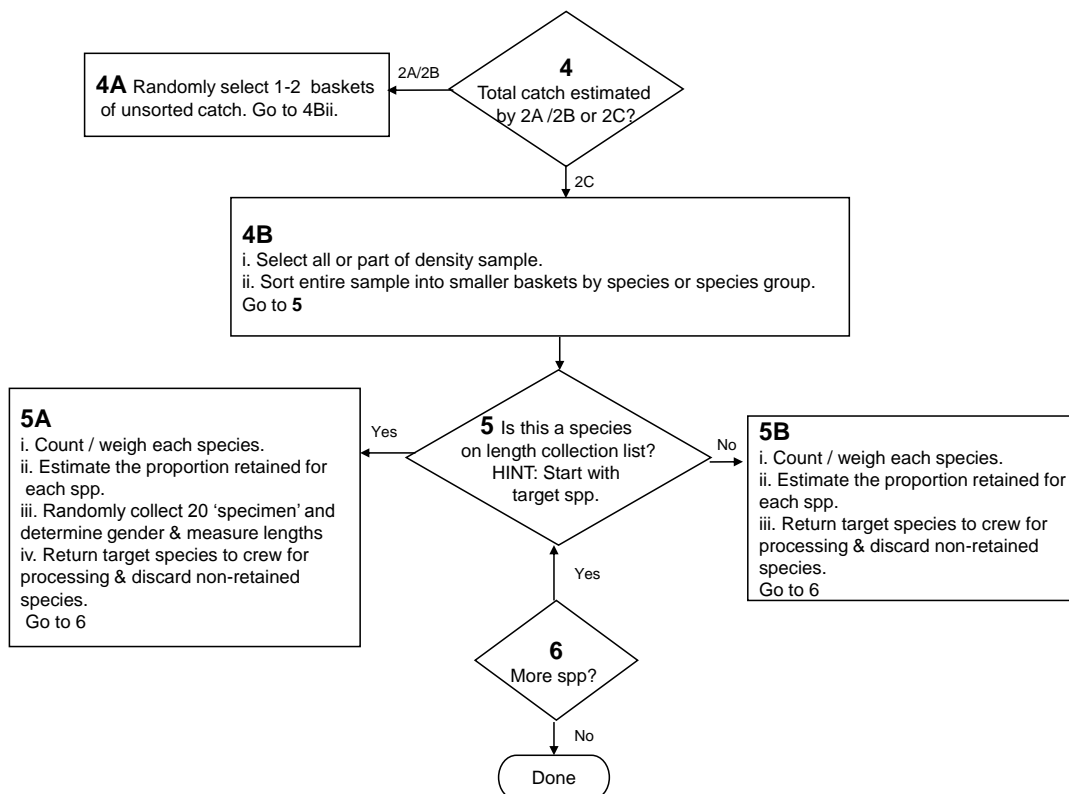 4
Total catch estimated
by 2A /2B or 2C?
2A/2B
4A Randomly select 1-2 baskets
of unsorted catch. Go to 4Bii.
2C
4B
i. Select all or part of density sample.
ii. Sort entire sample into smaller baskets by species or species group.
Go to 5
5 Is this a species
on length collection list?
HINT: Start with
target spp.
Yes
5A
i. Count / weigh each species.
ii. Estimate the proportion retained for
each spp.
iii. Randomly collect 20 ‘specimen’ and
determine gender & measure lengths
iv. Return target species to crew for
processing & discard non-retained
species.
Go to 6
No
5B
i. Count / weigh each species.
ii. Estimate the proportion retained for
each spp.
iii. Return target species to crew for
processing & discard non-retained
species.
Go to 6
Yes
6
More spp?
No
Done